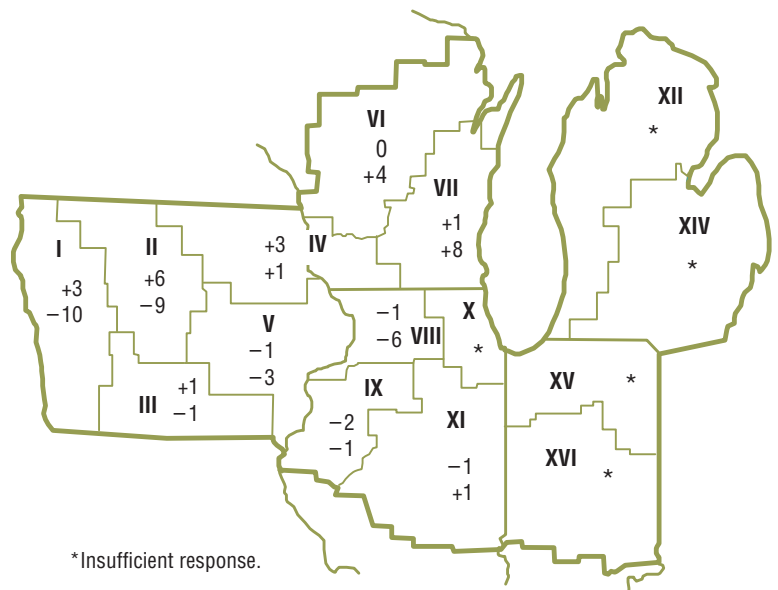 XII
*
VI
0
+4
VII
+1
+8
XIV
*
I
+3
−10
II
+6
−9
+3
+1
IV
V
−1
−3
−1
−6
VIII
X
*
III
+1
−1
IX
−2
−1
XI
−1
+1
XV
*
XVI
*
*Insufficient response.